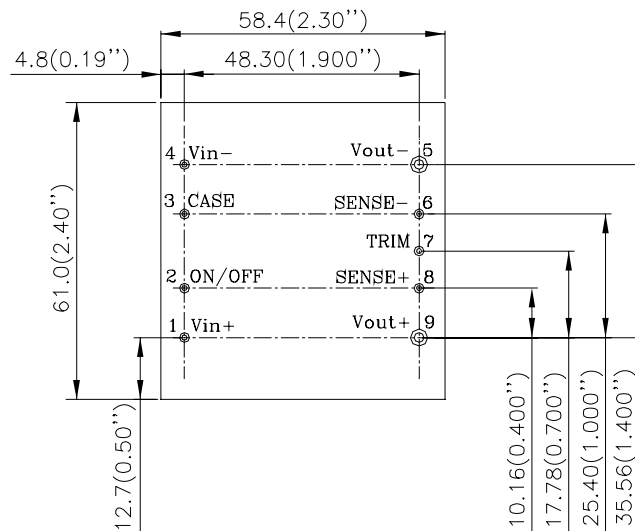 58.4(2.30’’)
4.8(0.19’’) 48.30(1.900’’)
4 Vin- Vout- 5
3 CASE SENSE- 6
TRIM 7
2 ON/OFF SENSE+ 8
1 Vin+ Vout+ 9
61.0(2.40’’)
12.7(0.50’’)
10.16(0.400’’)
17.78(0.700’’)
25.40(1.000’’)
35.56(1.400’’)